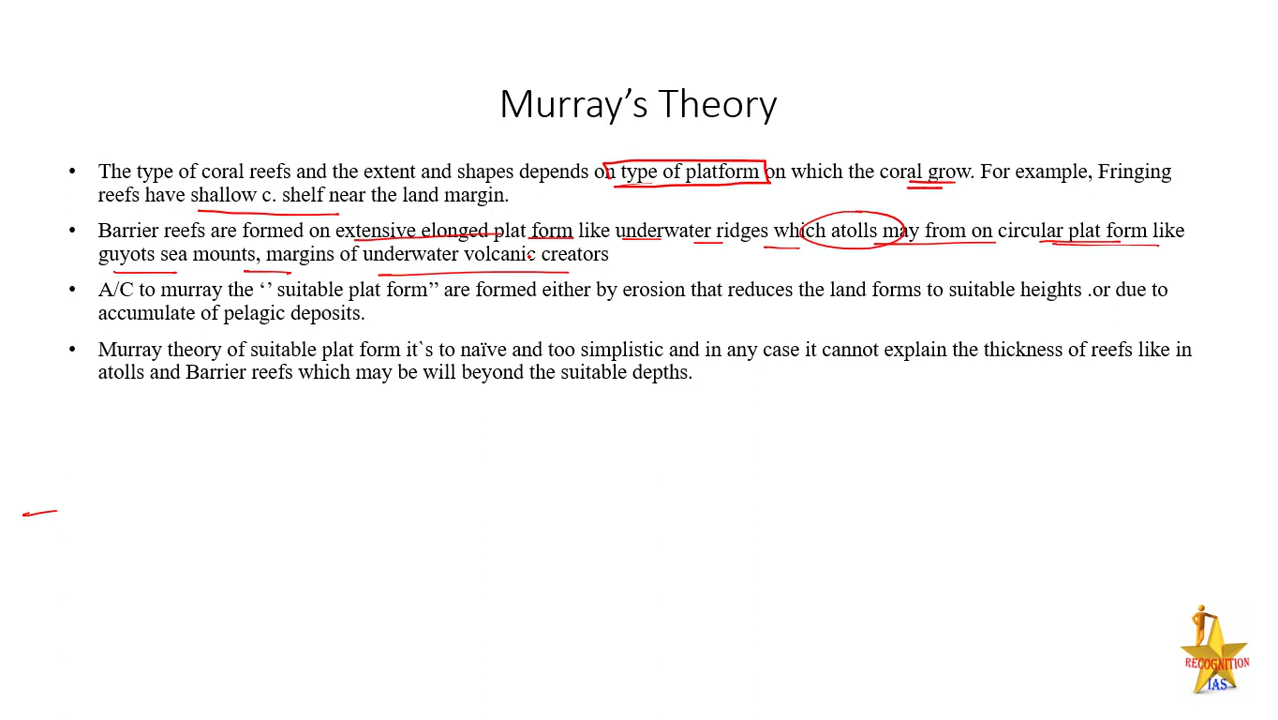 Murray’s Theory
• The type of coral reefs and the extent and shapes depends on type of platform on which the coral grow. For example, Fringing
reefs have shallow c. shelf near the land margin.
• Barrier reefs are formed on extensive elonged plat form like underwater ridges which atolls may from on circular plat form like
guyots sea mounts, margins of underwater volcanic creators
• A/C to murray the ‘’ suitable plat form” are formed either by erosion that reduces the land forms to suitable heights .or due to
accumulate of pelagic deposits.
• Murray theory of suitable plat form it`s to naïve and too simplistic and in any case it cannot explain the thickness of reefs like in
atolls and Barrier reefs which may be will beyond the suitable depths.
RECOGNITION
IAS